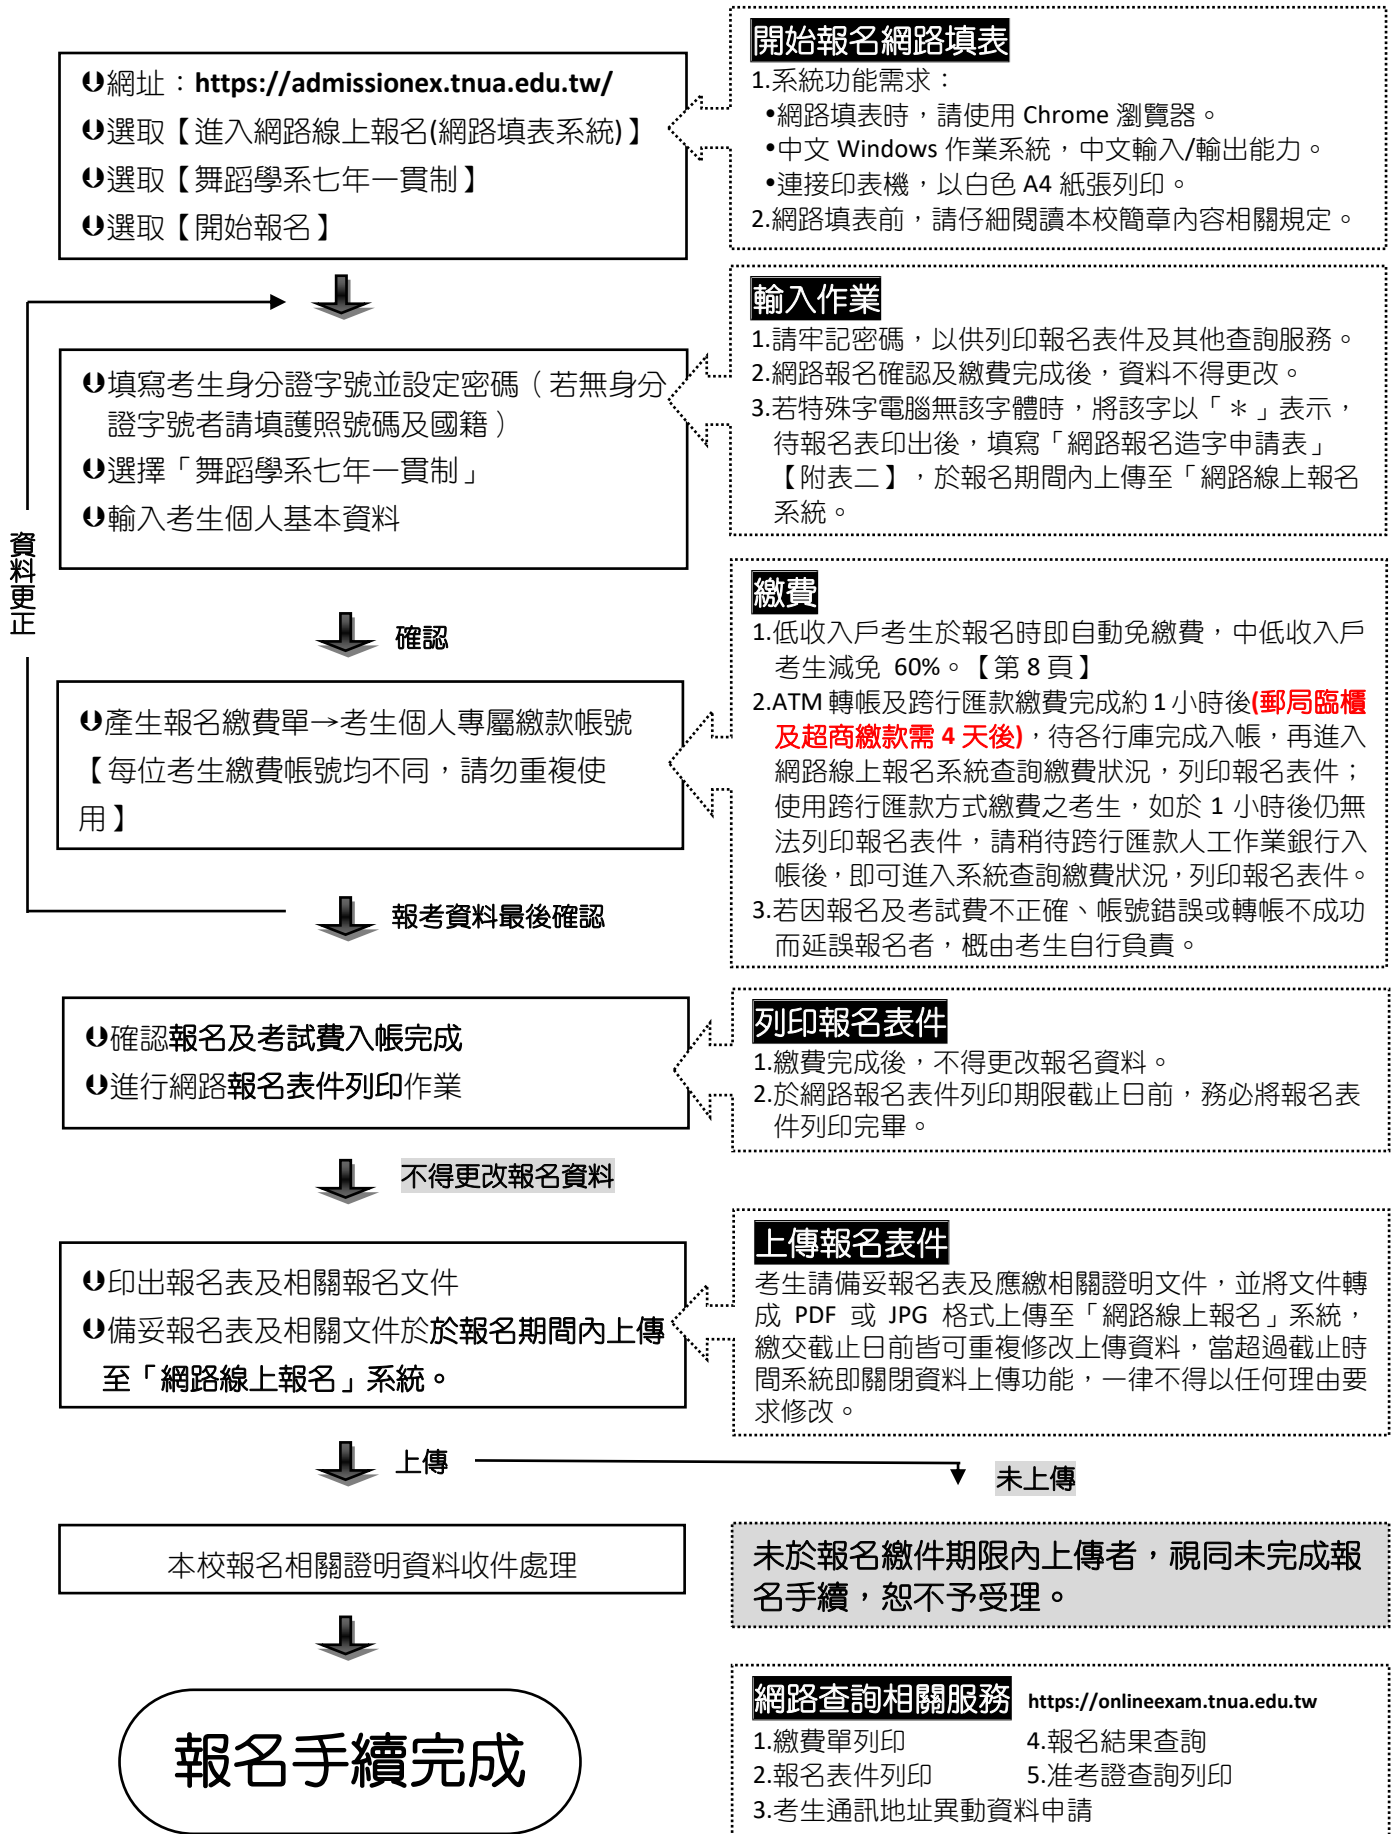 ⮋網址：https://admissionex.tnua.edu.tw/
⮋選取【進入網路線上報名(網路填表系統)】
⮋選取【舞蹈學系七年一貫制】
⮋選取【開始報名】
開始報名網路填表
1.系統功能需求：
•網路填表時，請使用 Chrome 瀏覽器。
•中文 Windows 作業系統，中文輸入/輸出能力。
•連接印表機，以白色 A4 紙張列印。
2.網路填表前，請仔細閱讀本校簡章內容相關規定。
⮋填寫考生身分證字號並設定密碼（若無身分
證字號者請填護照號碼及國籍）
⮋選擇「舞蹈學系七年一貫制」
⮋輸入考生個人基本資料
輸入作業
1.請牢記密碼，以供列印報名表件及其他查詢服務。
2.網路報名確認及繳費完成後，資料不得更改。
3.若特殊字電腦無該字體時，將該字以「＊」表示，
待報名表印出後，填寫「網路報名造字申請表」
【附表二】，於報名期間內上傳至「網路線上報名
系統。
資料更正
確認
⮋產生報名繳費單→考生個人專屬繳款帳號
【每位考生繳費帳號均不同，請勿重複使
用】
繳費
1.低收入戶考生於報名時即自動免繳費，中低收入戶
考生減免 60%。【第 8 頁】
2.ATM 轉帳及跨行匯款繳費完成約 1 小時後(郵局臨櫃
及超商繳款需 4 天後)，待各行庫完成入帳，再進入
網路線上報名系統查詢繳費狀況，列印報名表件；
使用跨行匯款方式繳費之考生，如於 1 小時後仍無
法列印報名表件，請稍待跨行匯款人工作業銀行入
帳後，即可進入系統查詢繳費狀況，列印報名表件。
3.若因報名及考試費不正確、帳號錯誤或轉帳不成功
而延誤報名者，概由考生自行負責。
報考資料最後確認
⮋確認報名及考試費入帳完成
⮋進行網路報名表件列印作業
列印報名表件
1.繳費完成後，不得更改報名資料。
2.於網路報名表件列印期限截止日前，務必將報名表
件列印完畢。
不得更改報名資料
⮋印出報名表及相關報名文件
⮋備妥報名表及相關文件於於報名期間內上傳
至「網路線上報名」系統。
上傳報名表件
考生請備妥報名表及應繳相關證明文件，並將文件轉
成 PDF 或 JPG 格式上傳至「網路線上報名」系統，
繳交截止日前皆可重複修改上傳資料，當超過截止時
間系統即關閉資料上傳功能，一律不得以任何理由要
求修改。
上傳
未上傳
本校報名相關證明資料收件處理
未於報名繳件期限內上傳者，視同未完成報
名手續，恕不予受理。
報名手續完成
網路查詢相關服務 https://onlineexam.tnua.edu.tw
1.繳費單列印 4.報名結果查詢
2.報名表件列印 5.准考證查詢列印
3.考生通訊地址異動資料申請